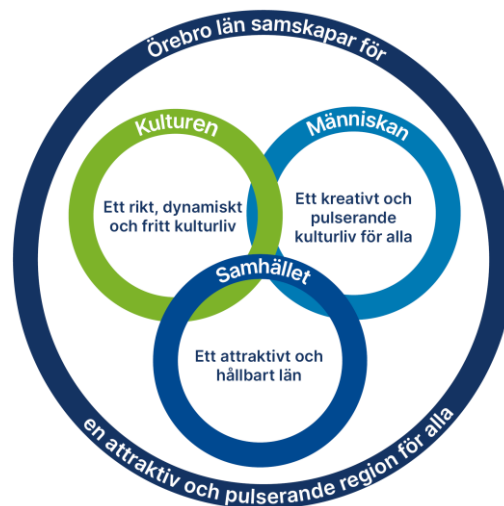 Örebro län samskapar för
Kulturen
Ett rikt, dynamiskt
och fritt kulturliv
Människan
Ett kreativt och
pulserande
kulturliv för alla
Samhället
Ett attraktivt och
hållbart län
en attraktiv och pulserande region för alla